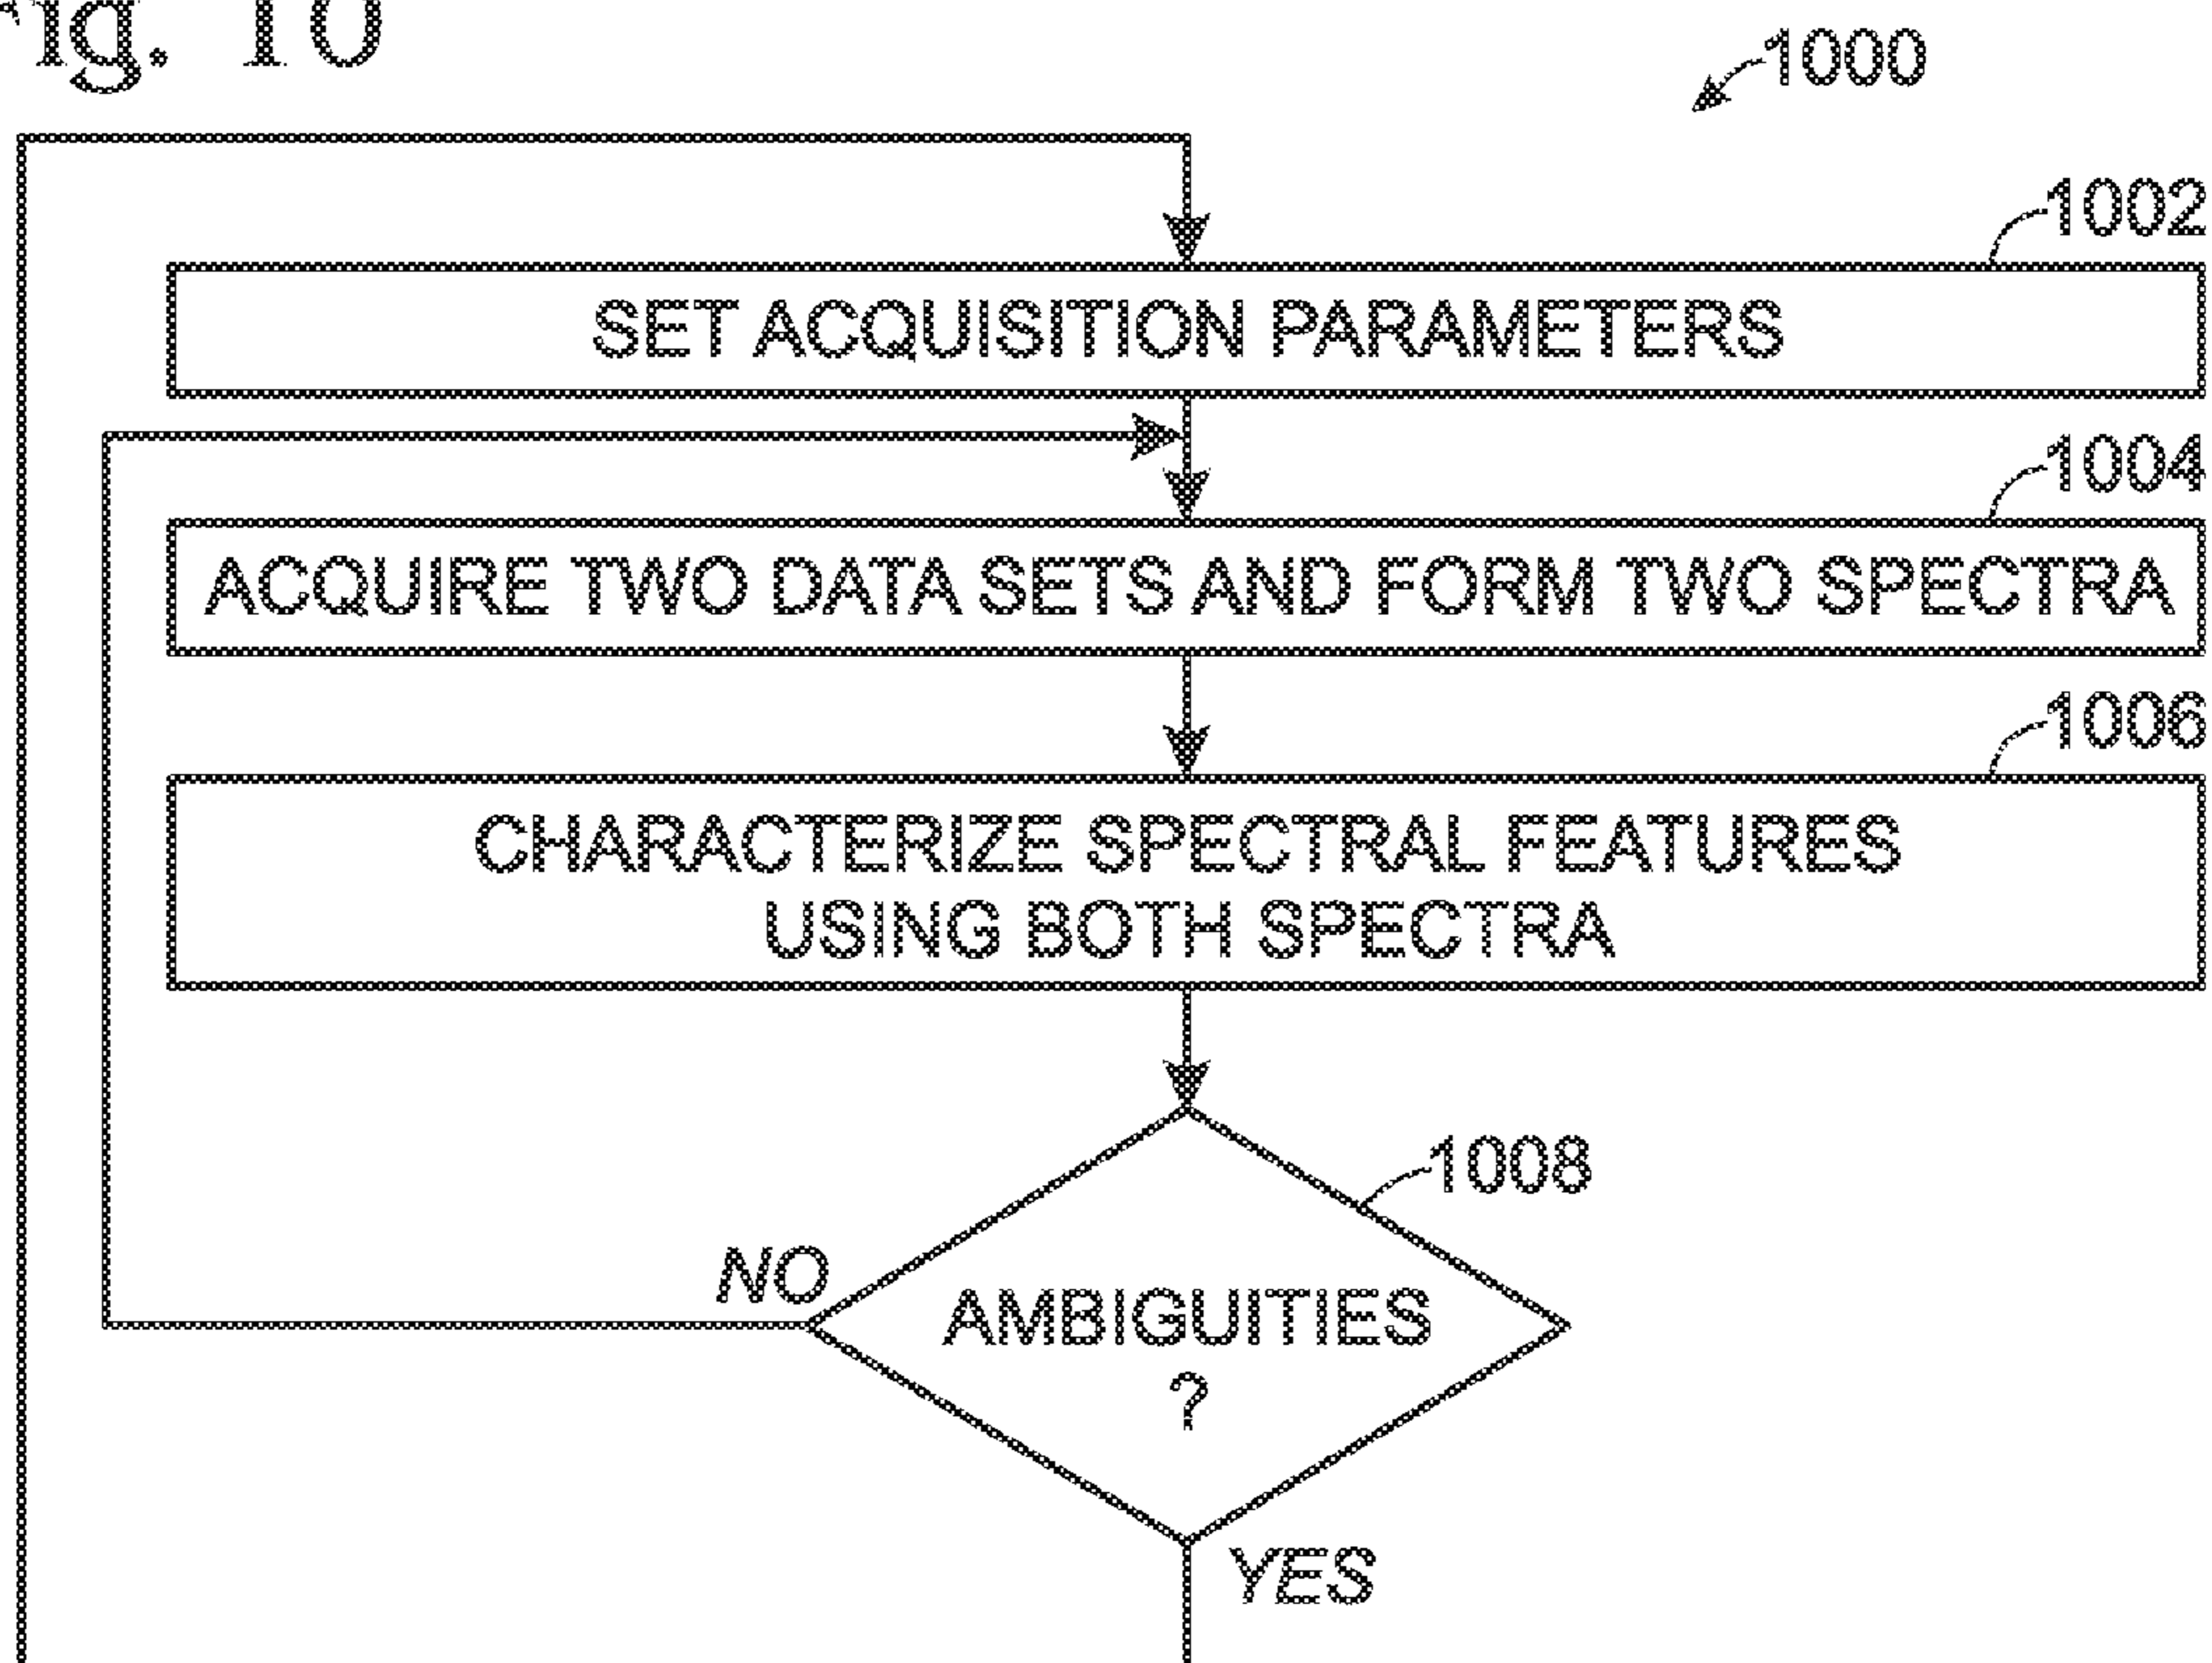 Fig. 10
1000
1002
SET ACQUISITION PARAMETERS
1004
ACQUIRE TWO DATA SETS AND FORM TWO SPECTRA
1006
CHARACTERIZE SPECTRAL FEATURES
USING BOTH SPECTRA
1008
NO
AMBIGUITIES
?
YES